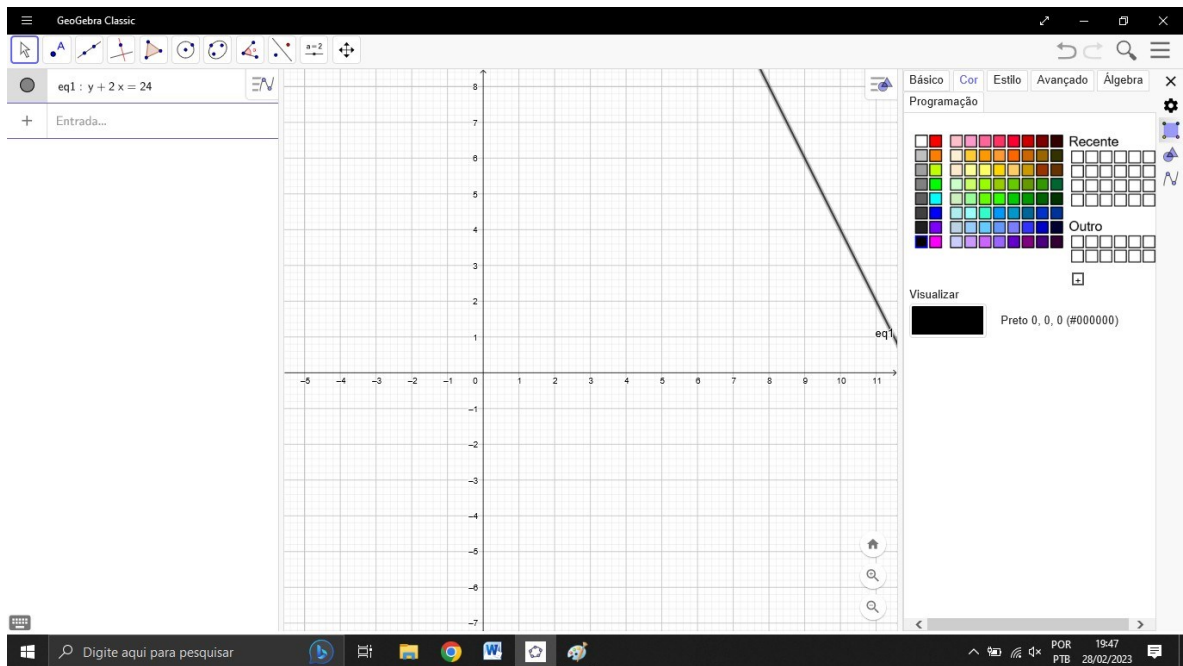 GeoGebra Classic
A
a=2
eq1 : y + 2 x = 24
+ Entrada...
8
7
6
5
4
3
2
1
eq1
-5 -4 -3 -2 -1 0 1 2 3 4 5 6 7 8 9 10 11
-1
-2
-3
-4
-5
-6
-7
Básico Cor Estilo Avançado Álgebra
Programação
Recente
Outro
+
Visualizar
Preto 0, 0, 0 (#000000)
Digite aqui para pesquisar
W
POR 19:47
PTB 28/02/2023